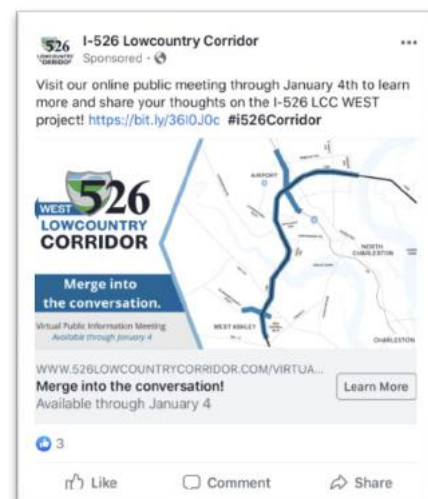 526
LOWCOUNTRY
CORRIDOR
I-526 Lowcountry Corridor
Sponsored ·
Visit our online public meeting through January 4th to learn
more and share your thoughts on the I-526 LCC WEST
project! https://bit.ly/36I0J0c #i526Corridor
WEST 526
LOWCOUNTRY
CORRIDOR
Merge into
the conversation.
Virtual Public Information Meeting
Available through January 4
AIRPORT
NORTH
CHARLESTON
WEST ASHLEY
CHARLESTON
WWW.526LOWCOUNTRYCORRIDOR.COM/VIRTUA...
Merge into the conversation!
Available through January 4
Learn More
3
Like
Comment
Share